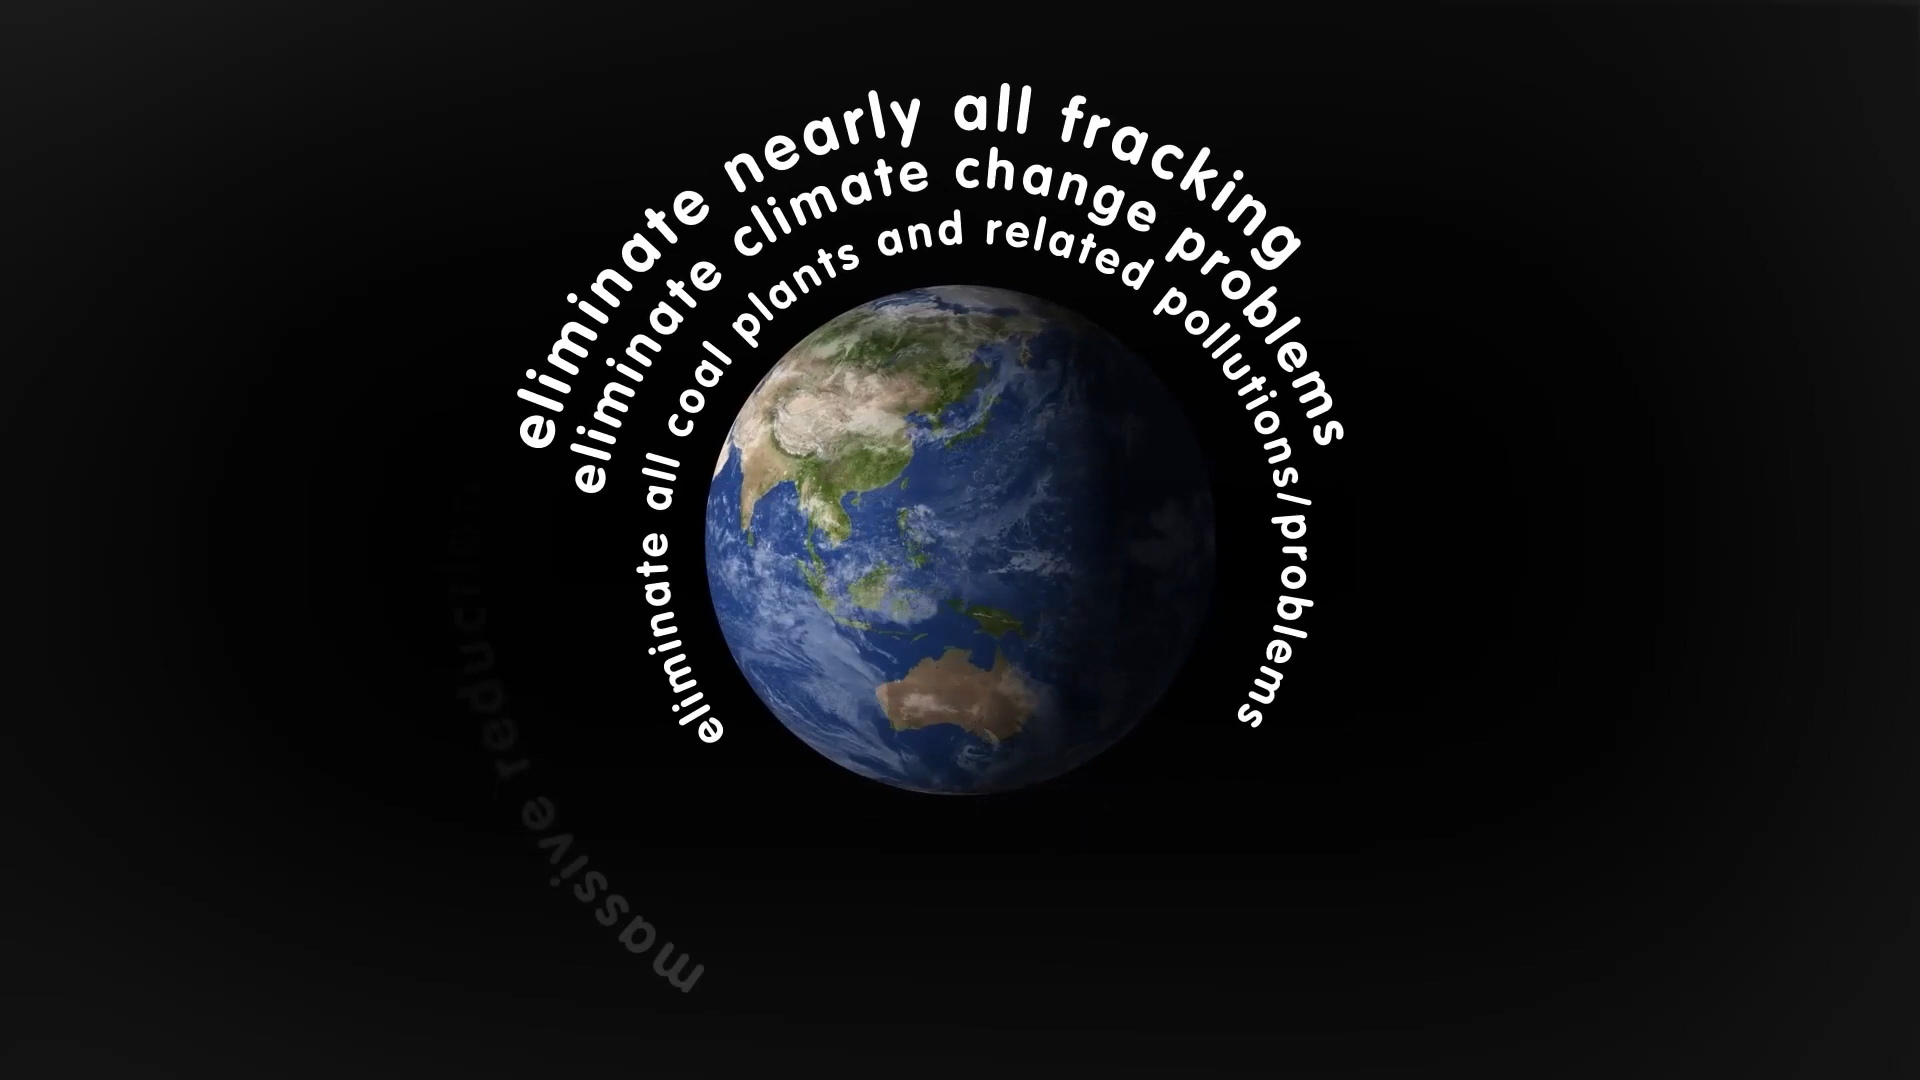 eliminate nearly all fracking
eliminate climate change problems
eliminate all coal plants and related pollutions/problems
massive reduction